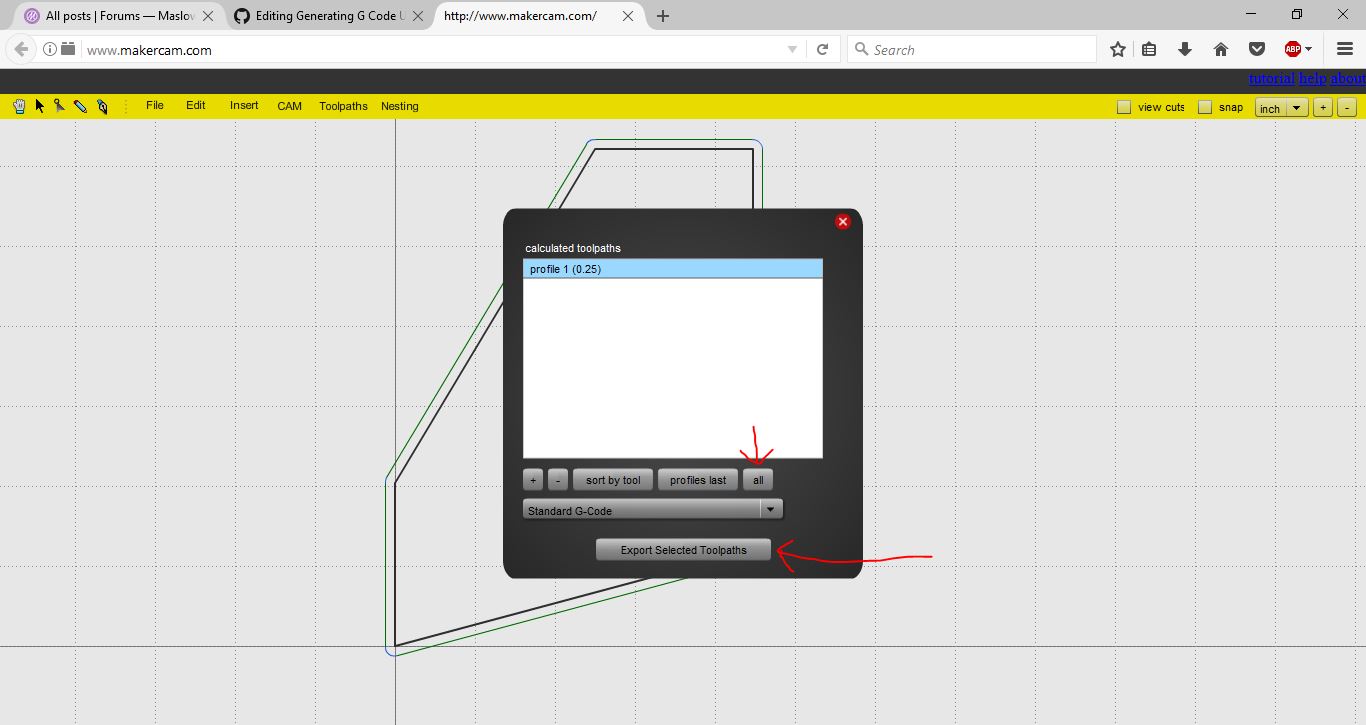 All posts | Forums — Maslow
Editing Generating G Code U
http://www.makercam.com/
www.makercam.com
Search
ABP
tutorial help about
File Edit Insert CAM Toolpaths Nesting
view cuts snap inch + -
calculated toolpaths
profile 1 (0.25)
+ - sort by tool profiles last all
Standard G-Code
Export Selected Toolpaths